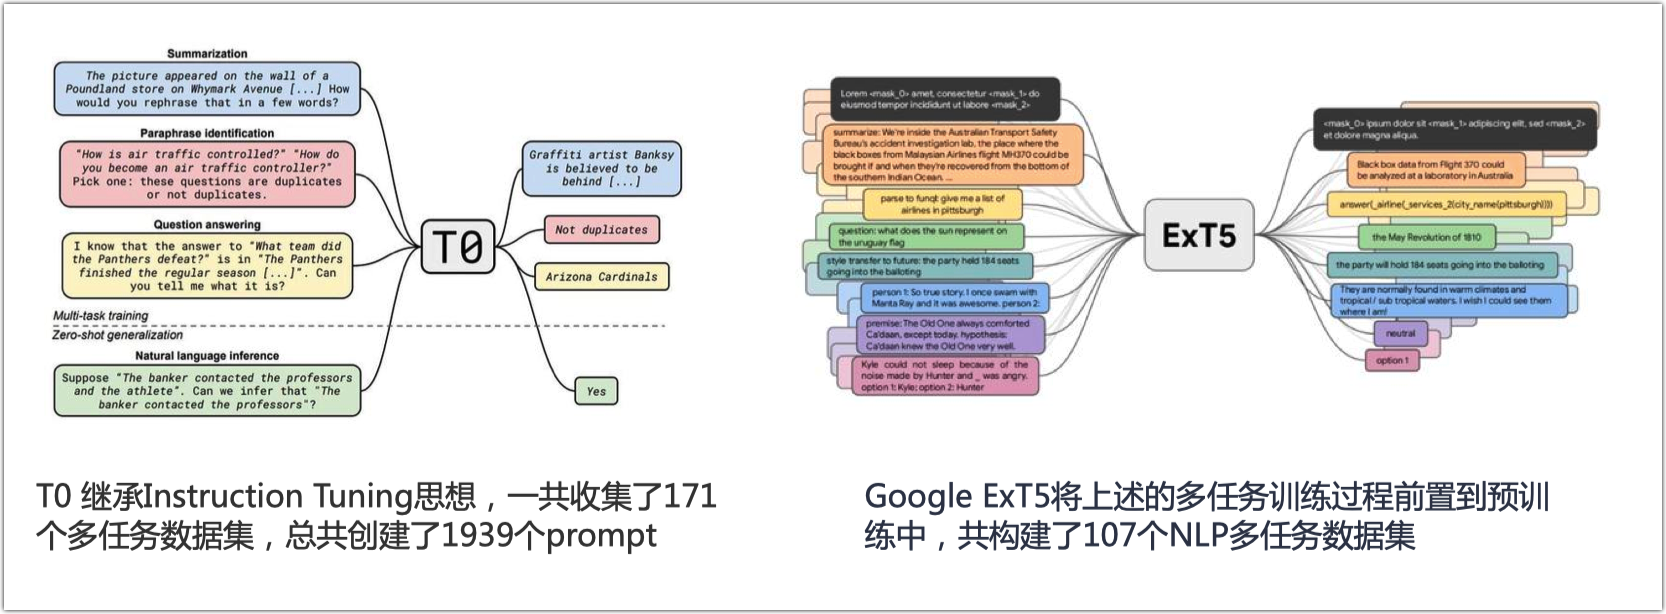 Summarization
The picture appeared on the wall of a
Poundland store on Whymark Avenue [...] How
would you rephrase that in a few words?
Paraphrase identification
"How is air traffic controlled?" "How do
you become an air traffic controller?"
Pick one: these questions are duplicates
or not duplicates.
Question answering
I know that the answer to "What team did
the Panthers defeat?" is in "The Panthers
finished the regular season [...]". Can
you tell me what it is?
Multi-task training
Zero-shot generalization
Natural language inference
Suppose "The banker contacted the professors
and the athlete". Can we infer that "The
banker contacted the professors"?
T0
Graffiti artist Banksy
is believed to be
behind [...]
Not duplicates
Arizona Cardinals
Yes
T0 继承Instruction Tuning思想，一共收集了171
个多任务数据集，总共创建了1939个prompt
Lorem <mask_0> amet, consectetur <mask_1> do
eiusmod tempor incididunt ut labore <mask_2>
summarize: We're inside the Australian Transport Safety
Bureau's accident investigation lab, the place where the
black boxes from Malaysian Airlines flight MH370 could be
brought if and when they're recovered from the bottom of
the southern Indian Ocean. ...
parse to funql: give me a list of
airlines in pittsburgh
question: what does the sun represent on
the uruguay flag
style transfer to future: the party held 184 seats
going into the balloting
person 1: So true story. I once swam with
Manta Ray and it was awesome. person 2:
premise: The Old One always comforted
Ca'daan, except today. hypothesis:
Ca'daan knew the Old One very well.
Kyle could not sleep because of the
noise made by Hunter and _ was angry.
option 1: Kyle; option 2: Hunter
ExT5
<mask_0> ipsum dolor sit <mask_1> adipiscing elit, sed <mask_2>
et dolore magna aliqua.
Black box data from Flight 370 could
be analyzed at a laboratory in Australia
answer(_airline(_services_2(city_name(pittsburgh))))
the May Revolution of 1810
the party will hold 184 seats going into the balloting
They are normally found in warm climates and
tropical / sub tropical waters. I wish I could see them
where I am!
neutral
option 1
Google ExT5将上述的多任务训练过程前置到预训
练中，共构建了107个NLP多任务数据集